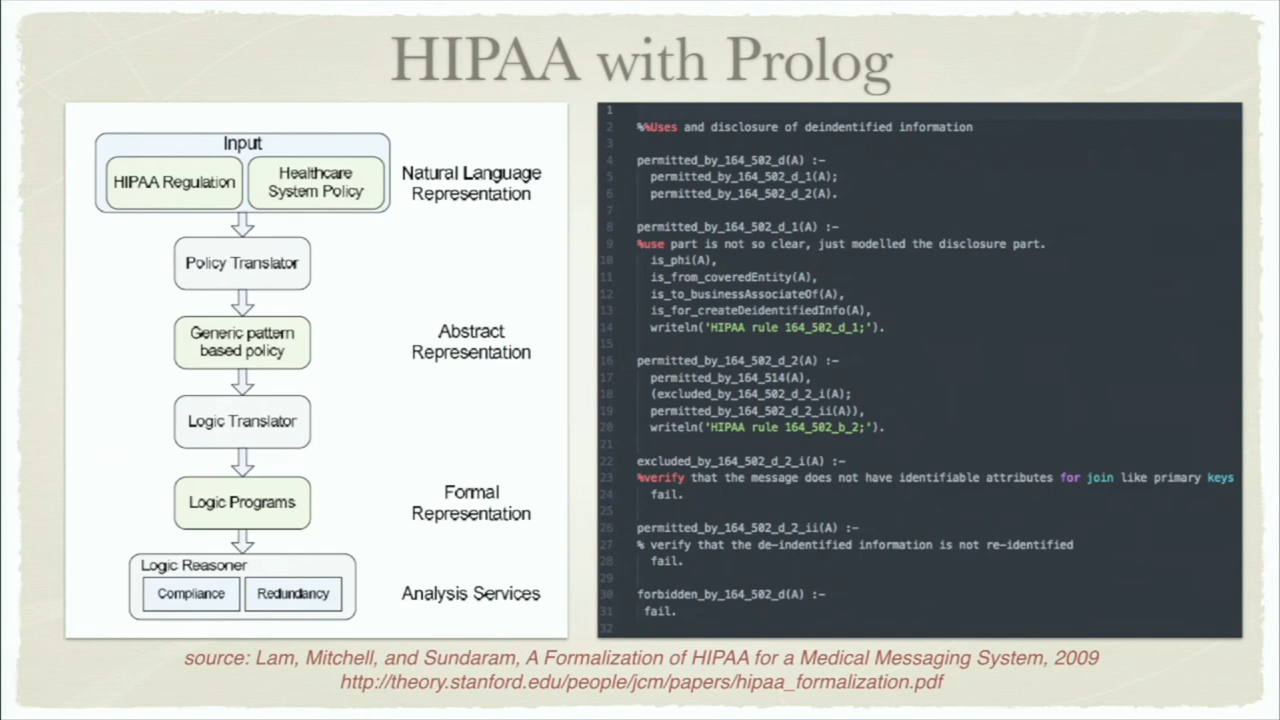 HIPAA with Prolog
Input
HIPAA Regulation
Healthcare
System Policy
Natural Language
Representation
Policy Translator
Generic pattern
based policy
Abstract
Representation
Logic Translator
Logic Programs
Formal
Representation
Logic Reasoner
Compliance
Redundancy
Analysis Services
1
2 %%Uses and disclosure of deindentified information
3
4 permitted_by_164_502_d(A) :-
5 permitted_by_164_502_d_1(A);
6 permitted_by_164_502_d_2(A).
7
8 permitted_by_164_502_d_1(A) :-
9 %use part is not so clear, just modelled the disclosure part.
10 is_phi(A),
11 is_from_coveredEntity(A),
12 is_to_businessAssociateOf(A),
13 is_for_createDeidentifiedInfo(A),
14 writeln('HIPAA rule 164_502_d_1;').
15
16 permitted_by_164_502_d_2(A) :-
17 permitted_by_164_514(A),
18 (excluded_by_164_502_d_2_i(A);
19 permitted_by_164_502_d_2_ii(A)),
20 writeln('HIPAA rule 164_502_b_2;').
21
22 excluded_by_164_502_d_2_i(A) :-
23 %verify that the message does not have identifiable attributes for join like primary keys
24 fail.
25
26 permitted_by_164_502_d_2_ii(A) :-
27 % verify that the de-indentified information is not re-identified
28 fail.
29
30 forbidden_by_164_502_d(A) :-
31 fail.
32
source: Lam, Mitchell, and Sundaram, A Formalization of HIPAA for a Medical Messaging System, 2009
http://theory.stanford.edu/people/jcm/papers/hipaa_formalization.pdf